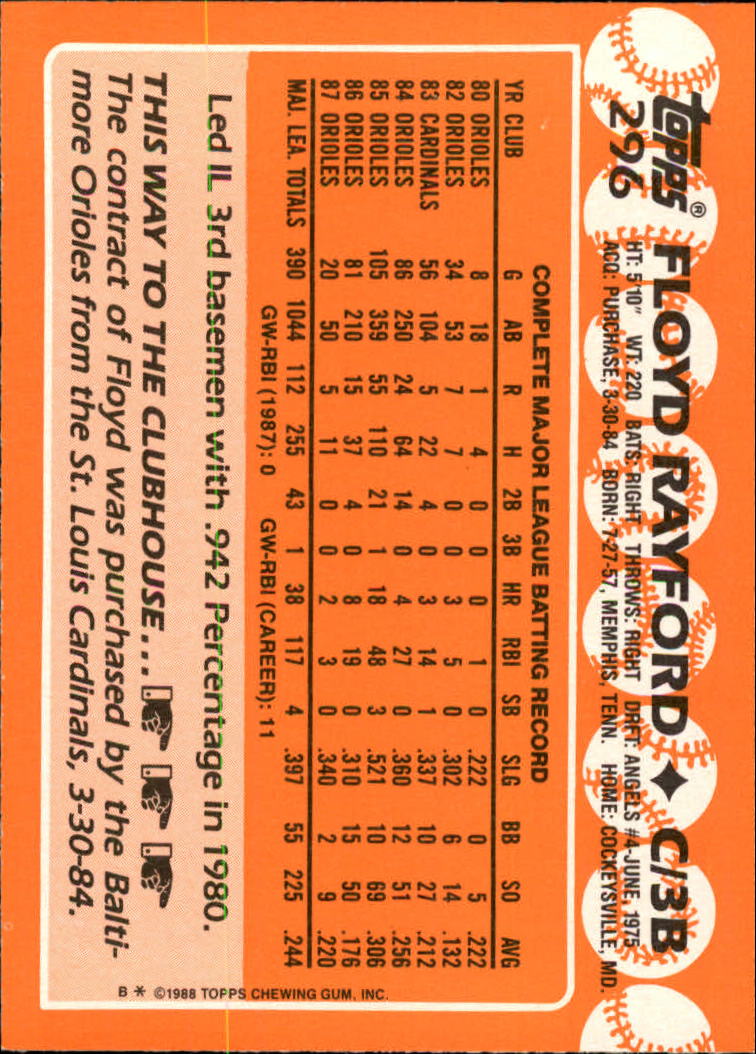 topps® FLOYD RAYFORD ♦ C/3B
296 HT: 5'10" WT: 220 BATS: RIGHT THROWS: RIGHT DRFT: ANGELS #4-JUNE, 1975
ACQ: PURCHASE, 3-30-84 BORN: 7-27-57, MEMPHIS, TENN. HOME: COCKEYSVILLE, MD.
COMPLETE MAJOR LEAGUE BATTING RECORD
YR CLUB G AB R H 2B 3B HR RBI SB SLG BB SO AVG
80 ORIOLES 8 18 1 4 0 0 0 1 0 .222 0 5 .222
82 ORIOLES 34 53 7 7 0 0 3 5 0 .302 6 14 .132
83 CARDINALS 56 104 5 22 4 0 3 14 1 .337 10 27 .212
84 ORIOLES 86 250 24 64 14 0 4 27 0 .360 12 51 .256
85 ORIOLES 105 359 55 110 21 1 18 48 3 .521 10 69 .306
86 ORIOLES 81 210 15 37 4 0 8 19 0 .310 15 50 .176
87 ORIOLES 20 50 5 11 0 0 2 3 0 .340 2 9 .220
MAJ. LEA. TOTALS 390 1044 112 255 43 1 38 117 4 .397 55 225 .244
GW-RBI (1987): 0 GW-RBI (CAREER): 11
Led IL 3rd basemen with .942 Percentage in 1980.
THIS WAY TO THE CLUBHOUSE...
The contract of Floyd was purchased by the Balti-
more Orioles from the St. Louis Cardinals, 3-30-84.
B * ©1988 TOPPS CHEWING GUM, INC.